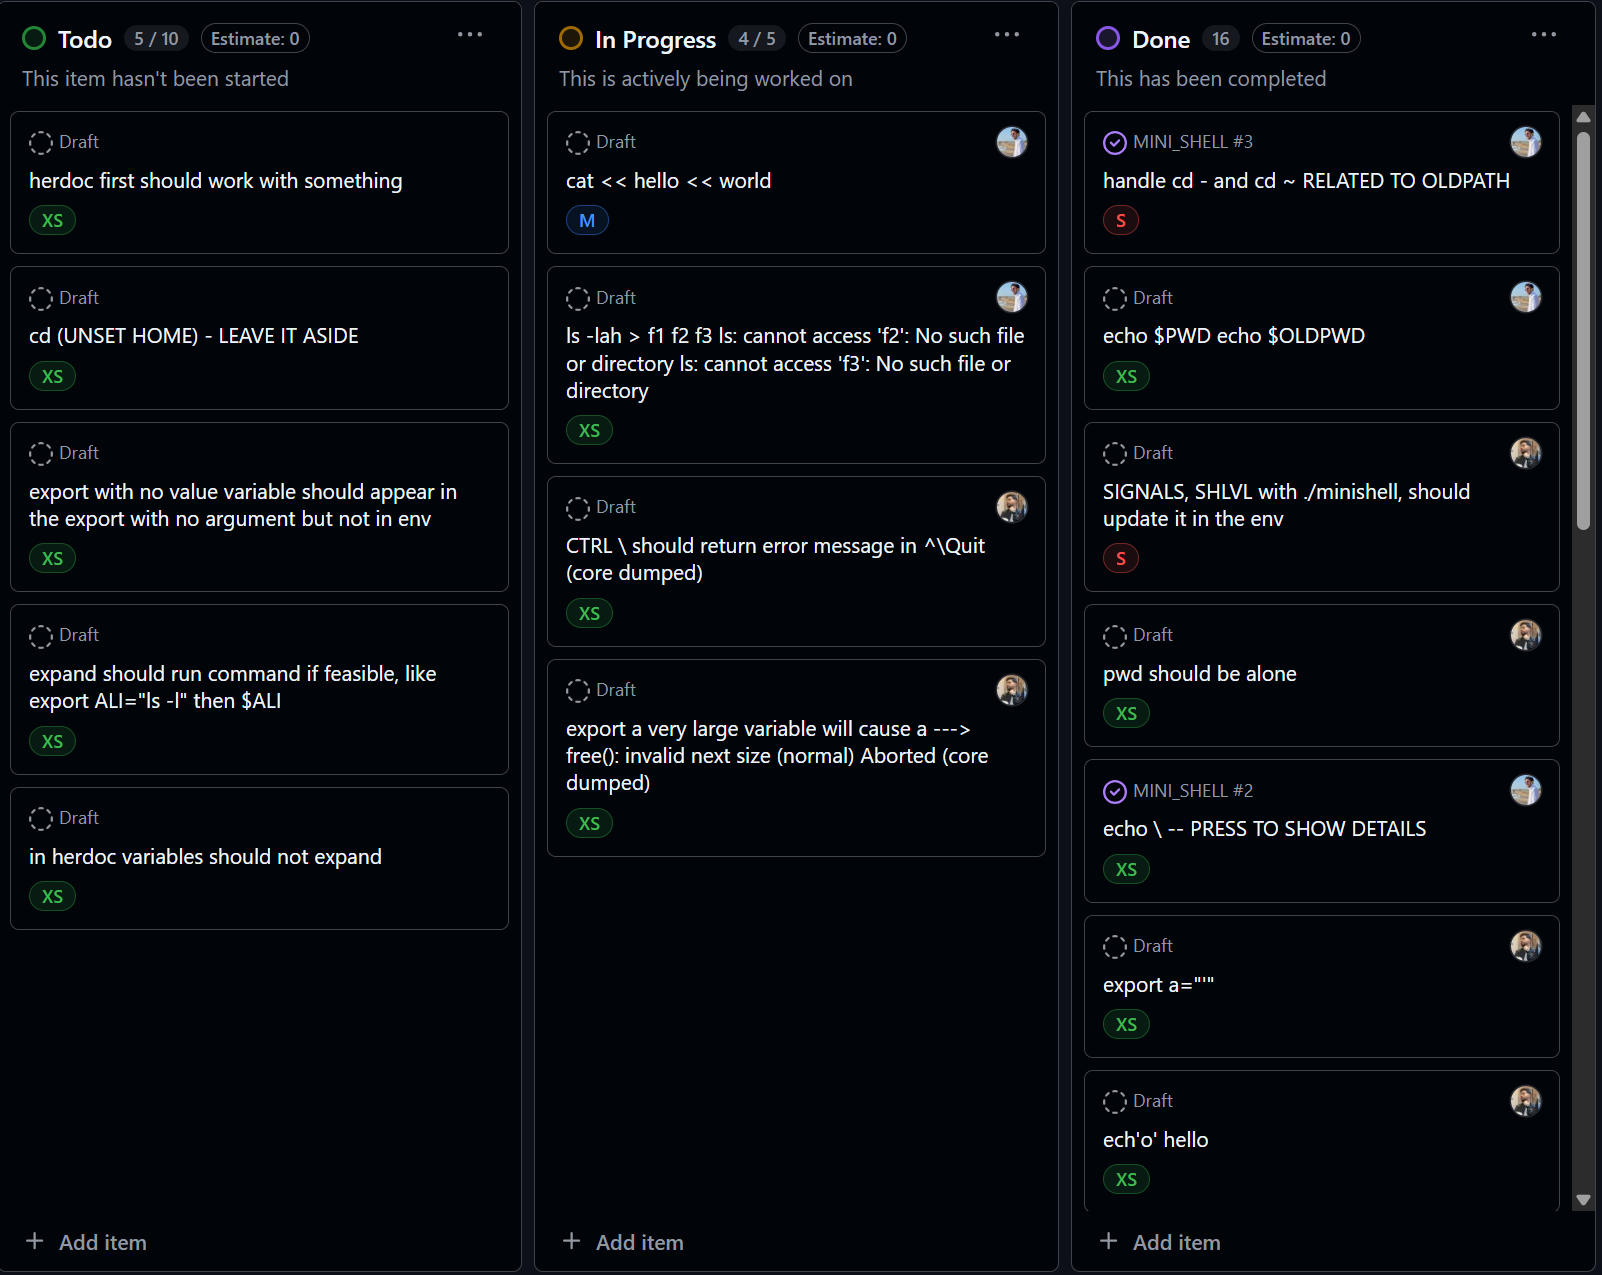 Todo 5 / 10 Estimate: 0
This item hasn't been started
Draft
herdoc first should work with something
XS
Draft
cd (UNSET HOME) - LEAVE IT ASIDE
XS
Draft
export with no value variable should appear in
the export with no argument but not in env
XS
Draft
expand should run command if feasible, like
export ALI="ls -l" then $ALI
XS
Draft
in herdoc variables should not expand
XS
Add item
In Progress 4 / 5 Estimate: 0
This is actively being worked on
Draft
cat << hello << world
M
Draft
ls -lah > f1 f2 f3 ls: cannot access 'f2': No such file
or directory ls: cannot access 'f3': No such file or
directory
XS
Draft
CTRL \ should return error message in ^\Quit
(core dumped)
XS
Draft
export a very large variable will cause a --->
free(): invalid next size (normal) Aborted (core
dumped)
XS
Add item
Done 16 Estimate: 0
This has been completed
MINI_SHELL #3
handle cd - and cd ~ RELATED TO OLDPATH
S
Draft
echo $PWD echo $OLDPWD
XS
Draft
SIGNALS, SHLVL with ./minishell, should
update it in the env
S
Draft
pwd should be alone
XS
MINI_SHELL #2
echo \ -- PRESS TO SHOW DETAILS
XS
Draft
export a="'"
XS
Draft
ech'o' hello
XS
Add item